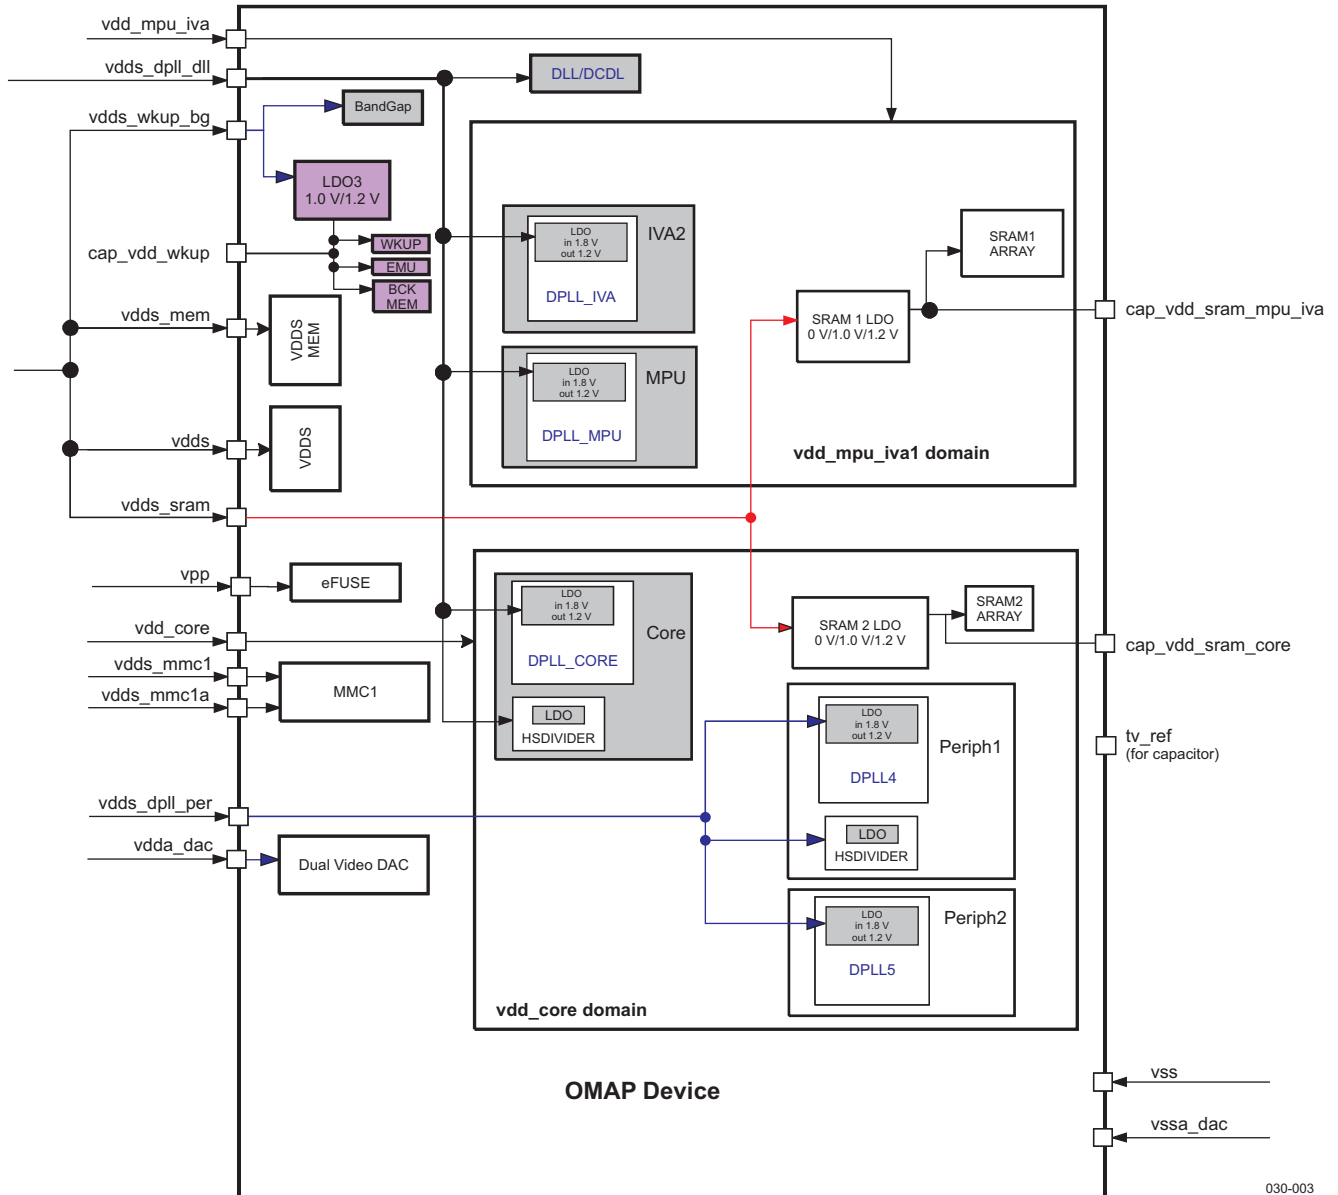 vdd_mpu_iva
vdds_dpll_dll
DLL/DCDL
vdds_wkup_bg
BandGap
LDO3
1.0 V/1.2 V
cap_vdd_wkup
WKUP
EMU
BCK
MEM
vdds_mem
VDDS
MEM
vdds
VDDS
vdds_sram
LDO
in 1.8 V
out 1.2 V
IVA2
DPLL_IVA
LDO
in 1.8 V
out 1.2 V
MPU
DPLL_MPU
SRAM1
ARRAY
SRAM 1 LDO
0 V/1.0 V/1.2 V
cap_vdd_sram_mpu_iva
vdd_mpu_iva1 domain
vpp
eFUSE
vdd_core
vdds_mmc1
vdds_mmc1a
MMC1
LDO
in 1.8 V
out 1.2 V
Core
DPLL_CORE
LDO
HSDIVIDER
SRAM 2 LDO
0 V/1.0 V/1.2 V
SRAM2
ARRAY
cap_vdd_sram_core
tv_ref
(for capacitor)
LDO
in 1.8 V
out 1.2 V
Periph1
DPLL4
LDO
HSDIVIDER
vdds_dpll_per
vdda_dac
Dual Video DAC
LDO
in 1.8 V
out 1.2 V
Periph2
DPLL5
vdd_core domain
OMAP Device
vss
vssa_dac
030-003